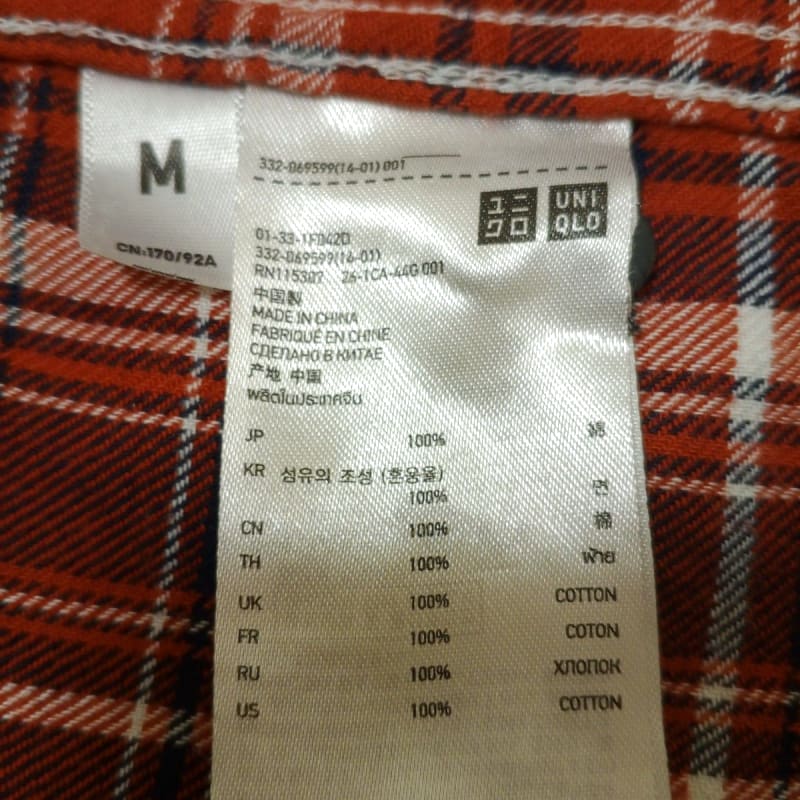 M
CN:170/92A
332-069599(14-01) 001
ユニ
クロ
UNI
QLO
01-33-1F042D
332-069599(14-01)
RN115307 26-1CA-44G 001
中国製
MADE IN CHINA
FABRIQUÉ EN CHINE
СДЕЛАНО В КИТАЕ
产地 中国
ผลิตในประเทศจีน
JP 100% 綿
KR 섬유의 조성 (혼용율)
100% 면
CN 100% 棉
TH 100% ฝ้าย
UK 100% COTTON
FR 100% COTON
RU 100% ХЛОПОК
US 100% COTTON